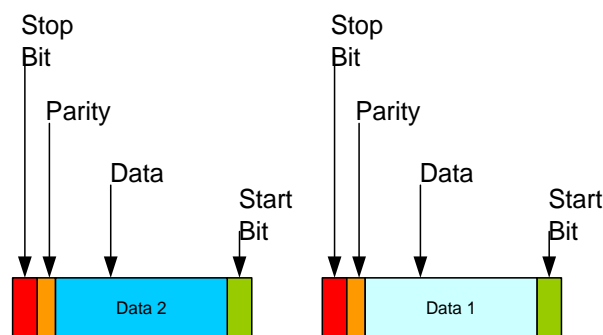 Stop
Bit
Parity
Data
Start
Bit
Data 2
Stop
Bit
Parity
Data
Start
Bit
Data 1